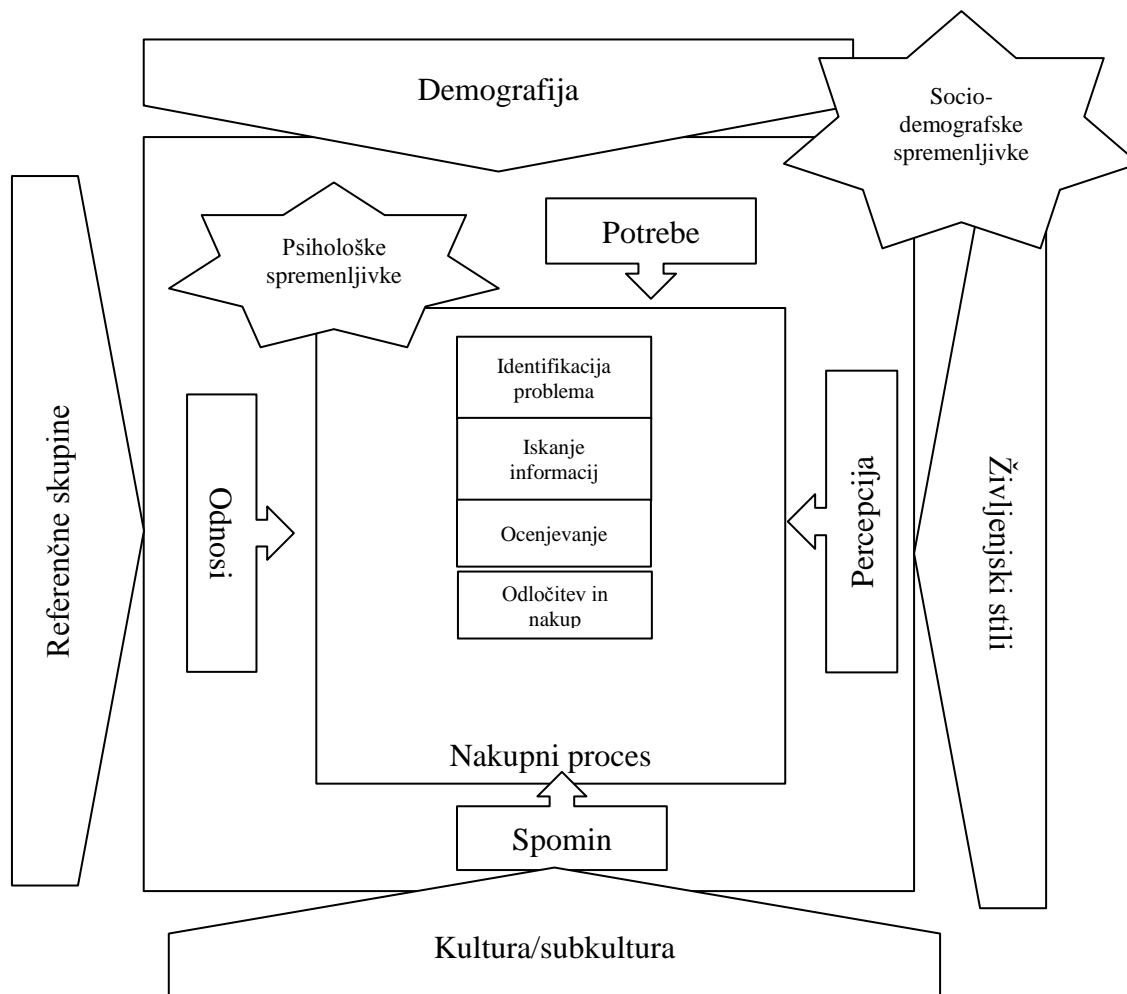 Demografija
Socio-
demografske
spremenljivke
Psihološke
spremenljivke
Potrebe
Identifikacija
problema
Iskanje
informacij
Ocenjevanje
Odločitev in
nakup
Referenčne skupine
Odnosi
Percepcija
Življenjski stili
Nakupni proces
Spomin
Kultura/subkultura